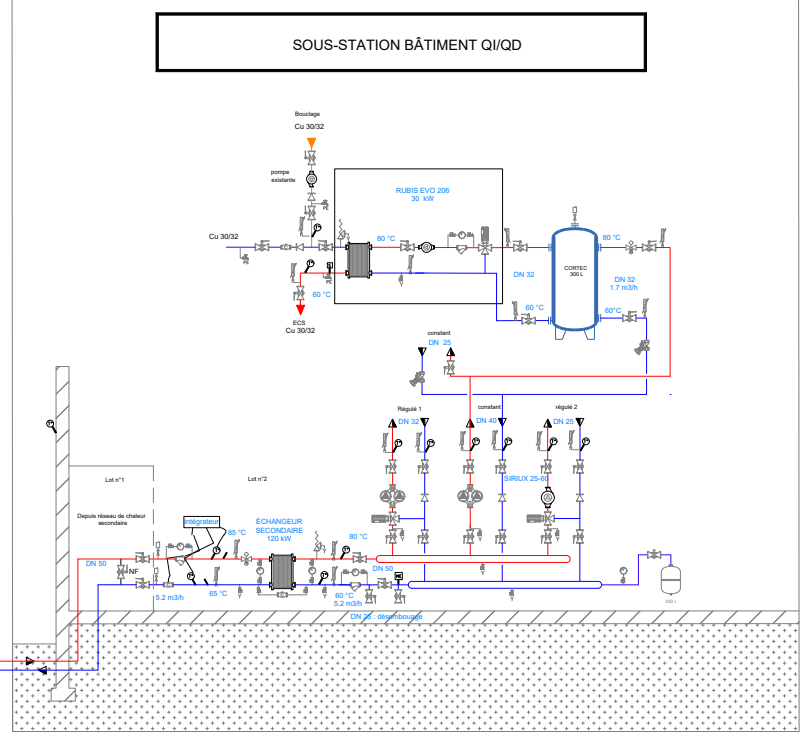 SOUS-STATION BÂTIMENT QI/QD
Bouclage
Cu 30/32
pompe
existante
RUBIS EVO 206
30 kW
Cu 30/32
80 °C
80 °C
CORTEC
300 L
DN 32
DN 32
1.7 m3/h
60 °C
60 °C
60°C
ECS
Cu 30/32
constant
DN 25
Régulé 1
constant
régulé 2
DN 32
DN 40
DN 25
SIRIUX 25-60
Lot n°1
Lot n°2
Depuis réseau de chaleur
secondaire
intégrateur
85 °C
ÉCHANGEUR
SECONDAIRE
120 kW
80 °C
DN 50
NF
DN 50
5.2 m3/h
65 °C
60 °C
5.2 m3/h
100 L
DN 25 : désembouage